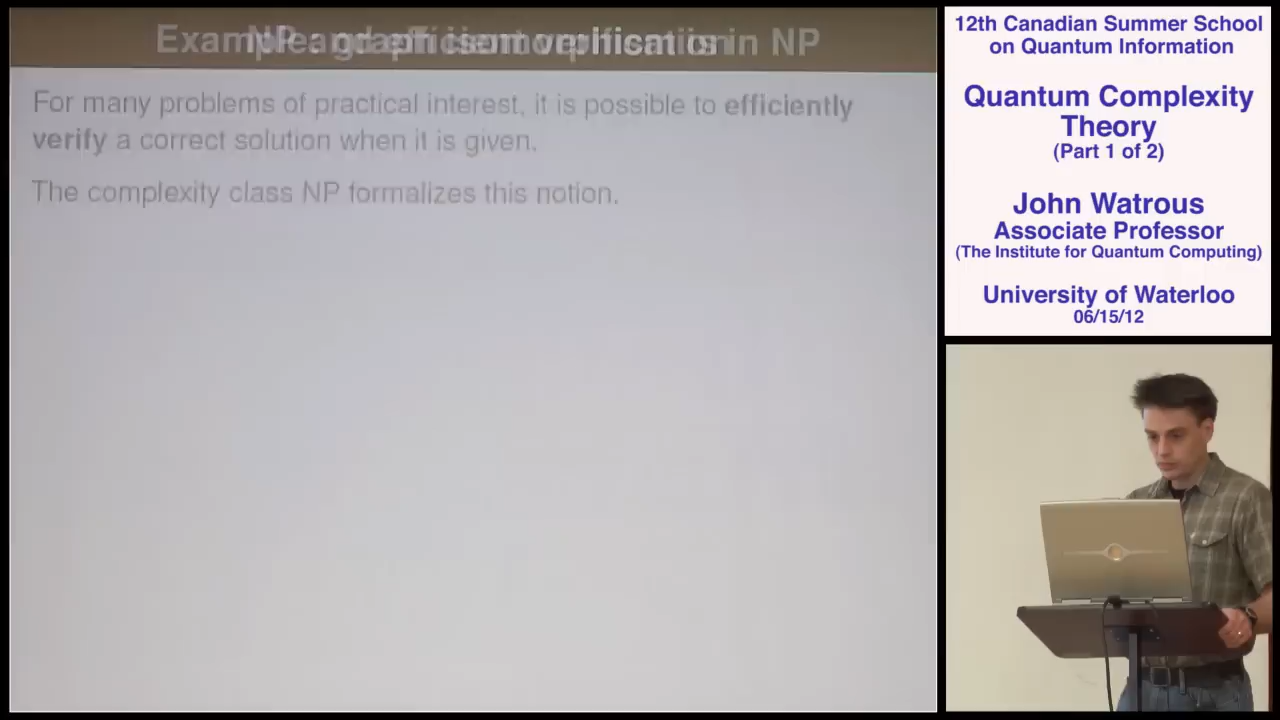 For many problems of practical interest, it is possible to efficiently
verify a correct solution when it is given.
The complexity class NP formalizes this notion.
12th Canadian Summer School
on Quantum Information
Quantum Complexity
Theory
(Part 1 of 2)
John Watrous
Associate Professor
(The Institute for Quantum Computing)
University of Waterloo
06/15/12